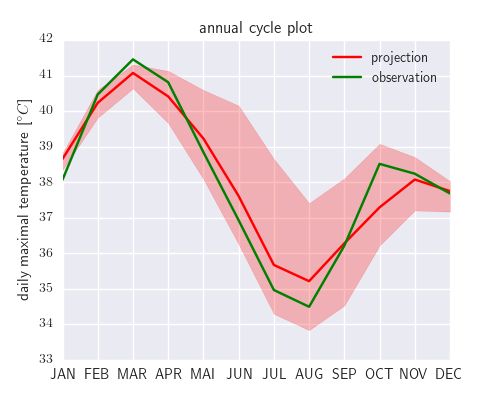 annual cycle plot
projection
observation
daily maximal temperature [°C]
42
41
40
39
38
37
36
35
34
33
JAN FEB MAR APR MAI JUN JUL AUG SEP OCT NOV DEC